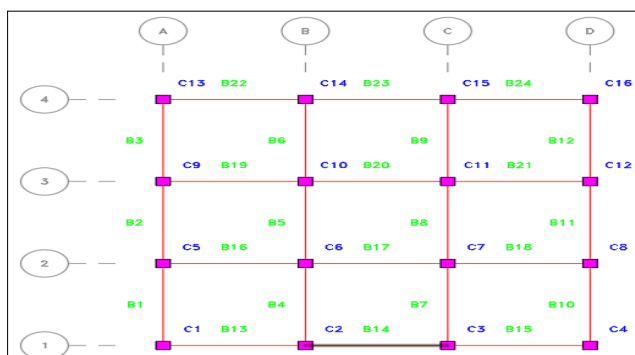 A B C D
C13 B22 C14 B23 C15 B24 C16
4
B3 B6 B9 B12
C9 B19 C10 B20 C11 B21 C12
3
B2 B5 B8 B11
C5 B16 C6 B17 C7 B18 C8
2
B1 B4 B7 B10
C1 B13 C2 B14 C3 B15 C4
1